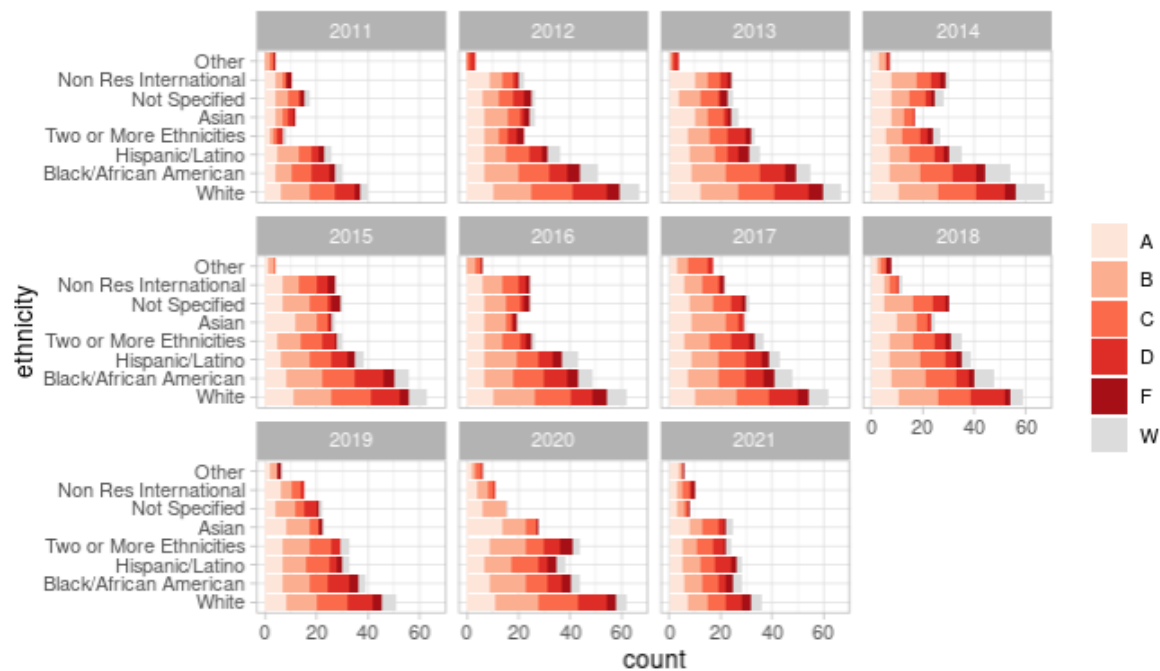 2011 2012 2013 2014
Other
Non Res International
Not Specified
Asian
Two or More Ethnicities
Hispanic/Latino
Black/African American
White
2015 2016 2017 2018
Other
Non Res International
Not Specified
Asian
Two or More Ethnicities
Hispanic/Latino
Black/African American
White
0 20 40 60
2019 2020 2021
Other
Non Res International
Not Specified
Asian
Two or More Ethnicities
Hispanic/Latino
Black/African American
White
0 20 40 60 0 20 40 60 0 20 40 60
count
ethnicity
A
B
C
D
F
W